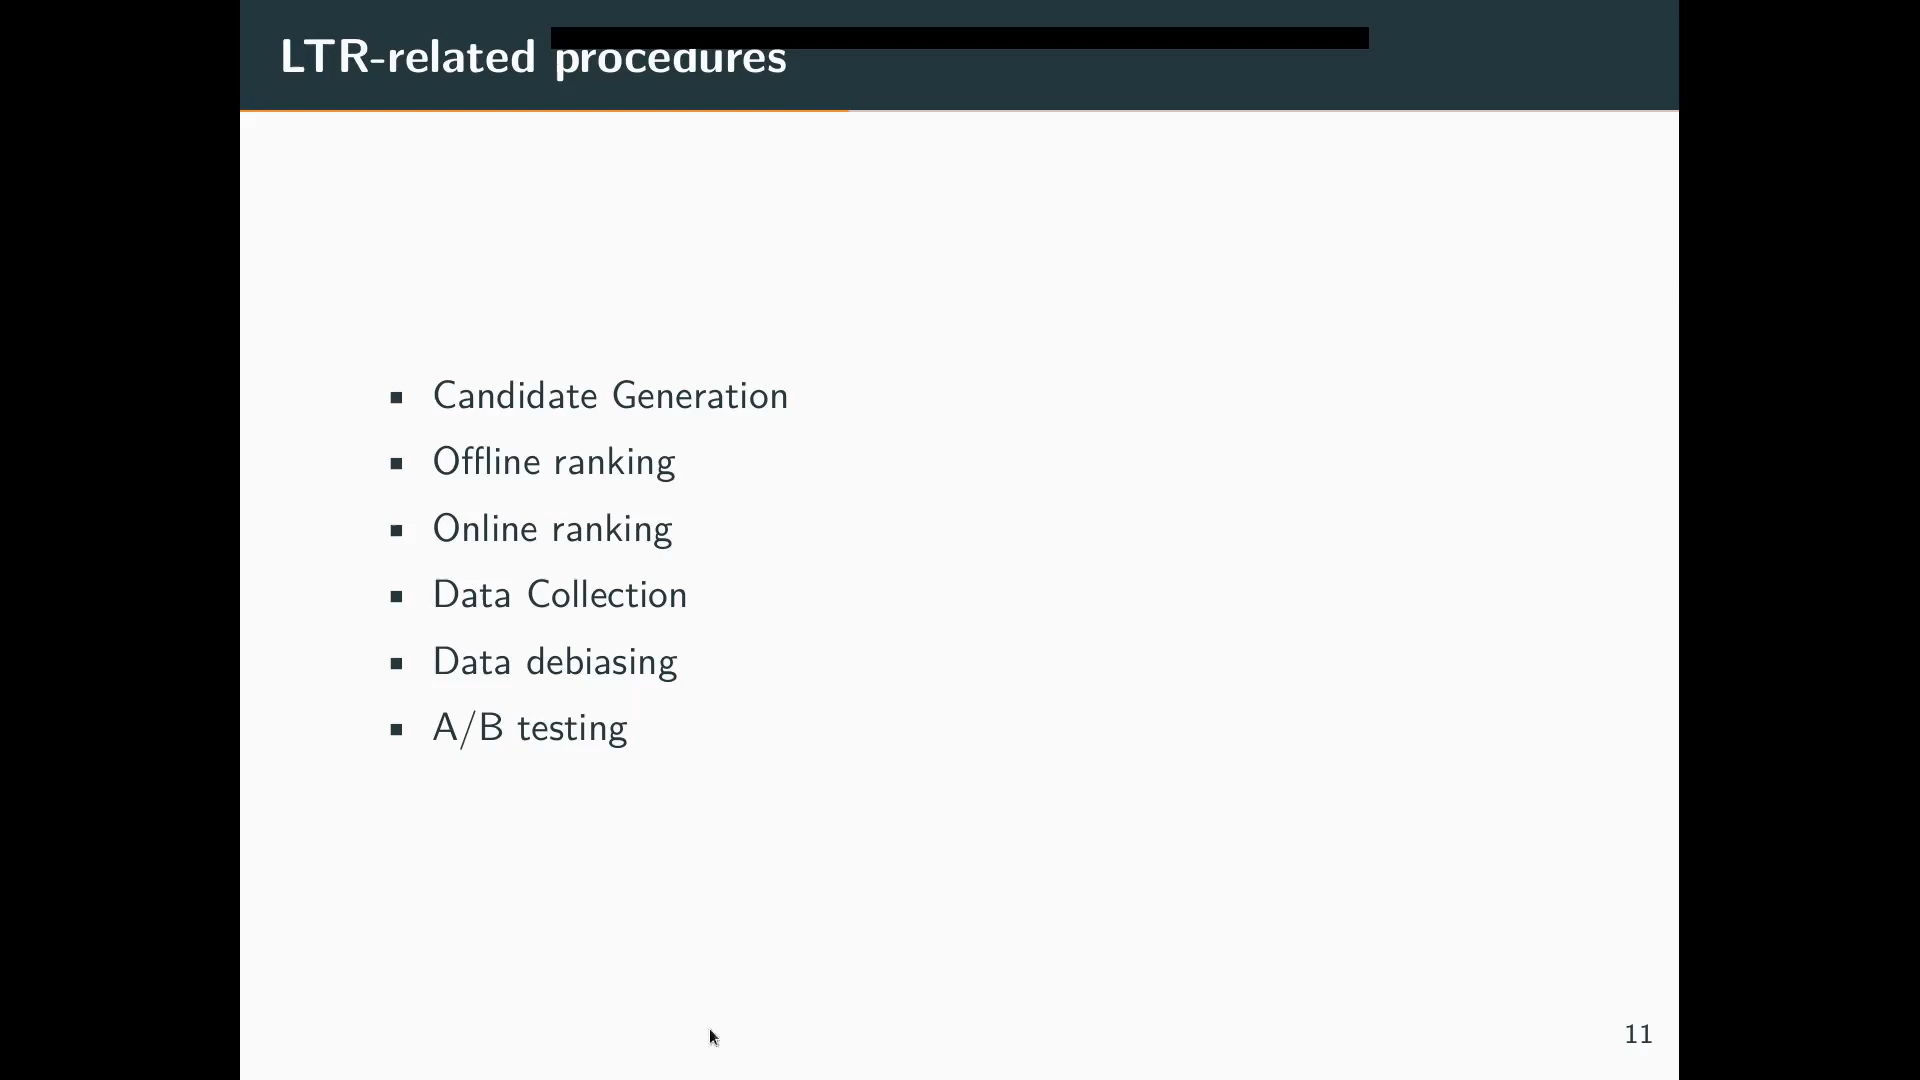 LTR-related procedures
▪ Candidate Generation
▪ Offline ranking
▪ Online ranking
▪ Data Collection
▪ Data debiasing
▪ A/B testing
11